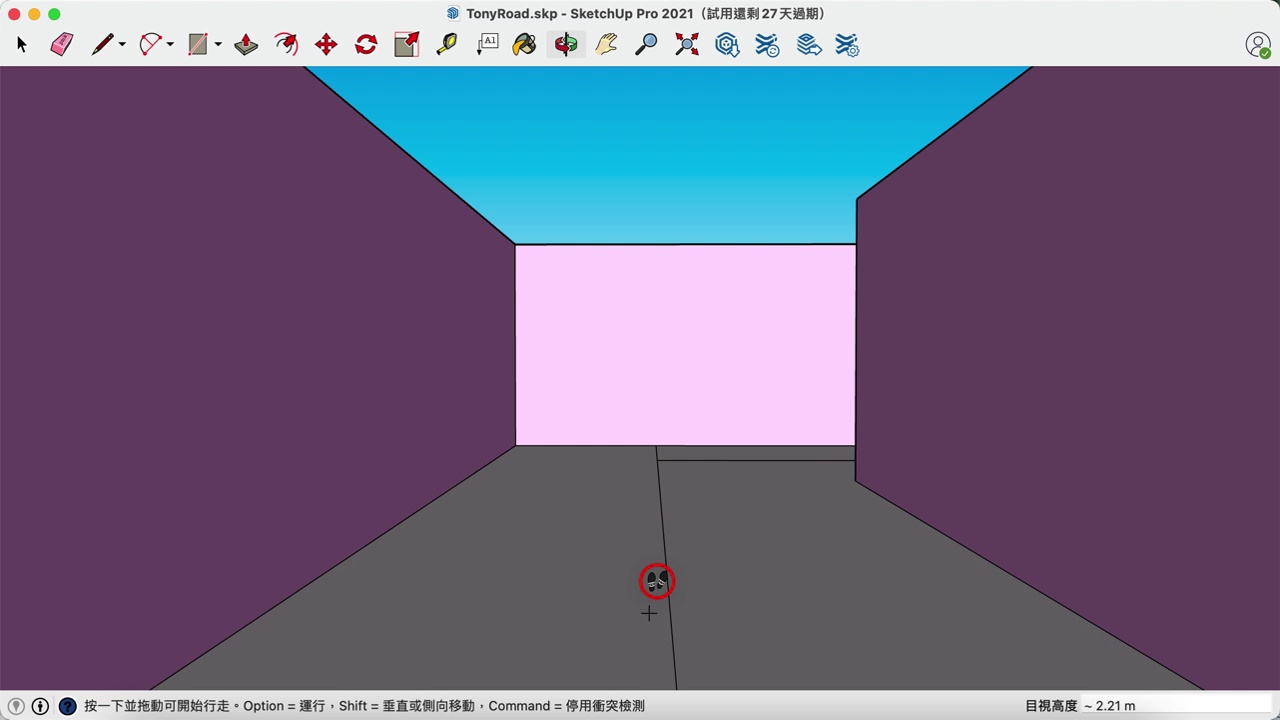 TonyRoad.skp - SketchUp Pro 2021（試用還剩 27 天過期）
A1
按一下並拖動可開始行走。Option = 運行，Shift = 垂直或側向移動，Command = 停用衝突檢測
目視高度 ~ 2.21 m